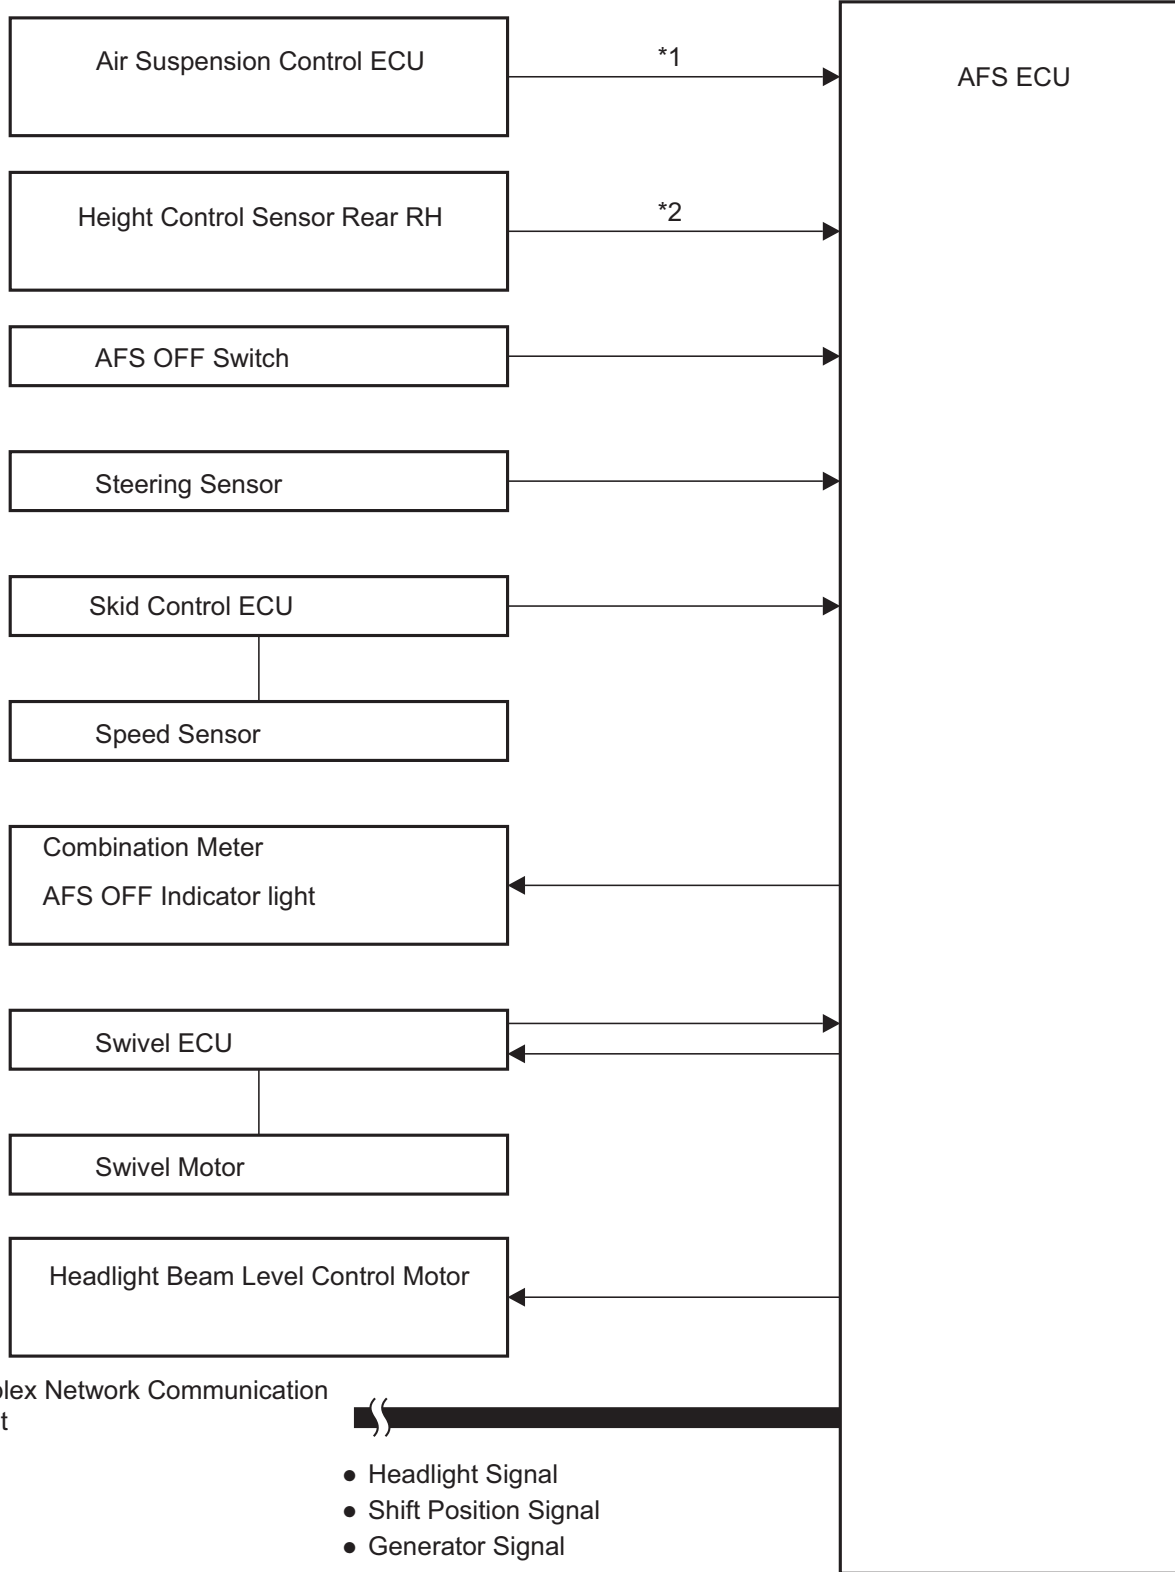 Air Suspension Control ECU
*1
AFS ECU
Height Control Sensor Rear RH
*2
AFS OFF Switch
Steering Sensor
Skid Control ECU
Speed Sensor
Combination Meter
AFS OFF Indicator light
Swivel ECU
Swivel Motor
Headlight Beam Level Control Motor
Network Communication
● Headlight Signal
● Shift Position Signal
● Generator Signal